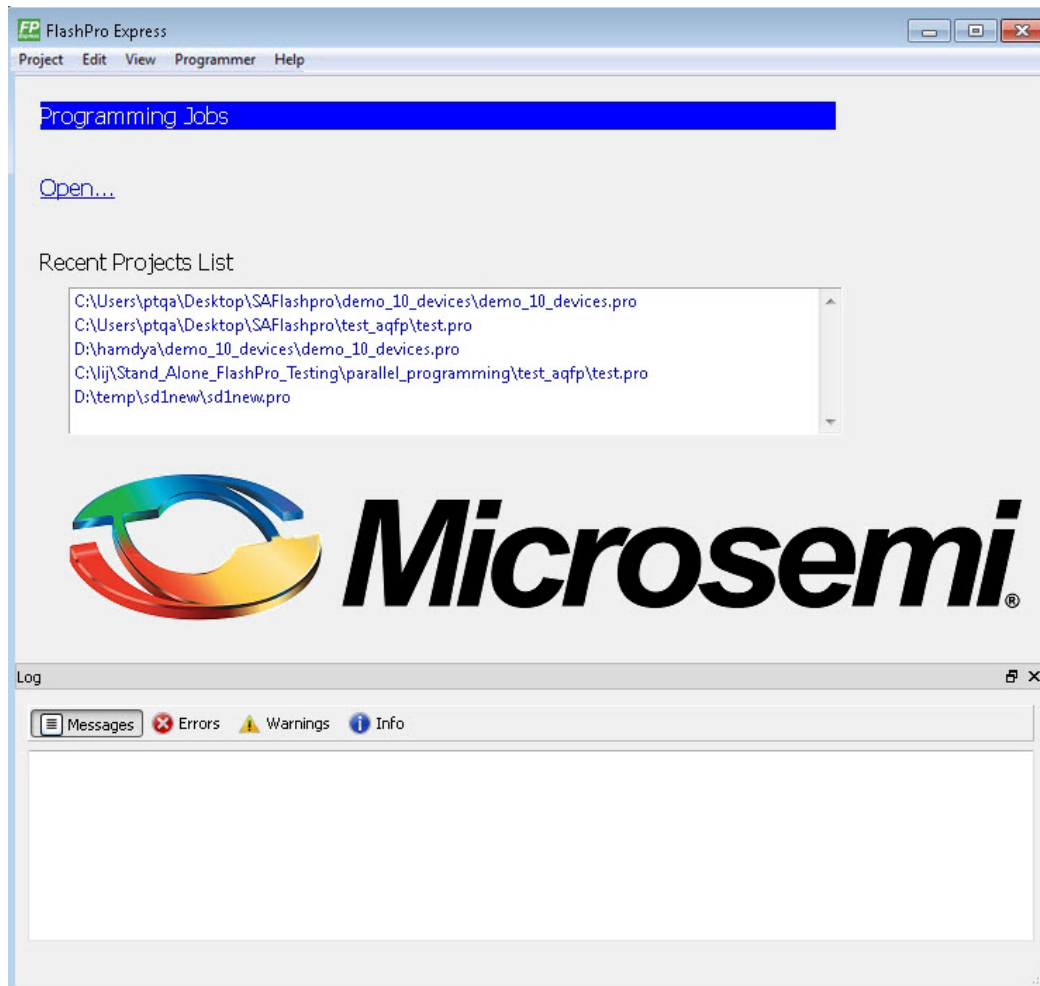 FlashPro Express
Project Edit View Programmer Help
Programming Jobs
Open...
Recent Projects List
C:\Users\ptqa\Desktop\SAFlashpro\demo_10_devices\demo_10_devices.pro
C:\Users\ptqa\Desktop\SAFlashpro\test_aqfp\test.pro
D:\hamdya\demo_10_devices\demo_10_devices.pro
C:\lij\Stand_Alone_FlashPro_Testing\parallel_programming\test_aqfp\test.pro
D:\temp\sd1new\sd1new.pro
Microsemi®
Log
Messages Errors Warnings Info